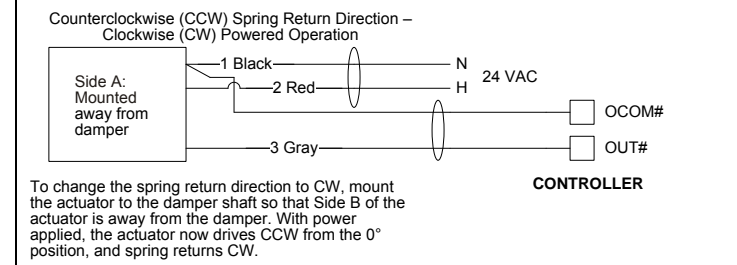 Counterclockwise (CCW) Spring Return Direction –
Clockwise (CW) Powered Operation
Side A:
Mounted
away from
damper
1 Black
N
2 Red
H
24 VAC
OCOM#
3 Gray
OUT#
CONTROLLER
To change the spring return direction to CW, mount
the actuator to the damper shaft so that Side B of the
actuator is away from the damper. With power
applied, the actuator now drives CCW from the 0°
position, and spring returns CW.